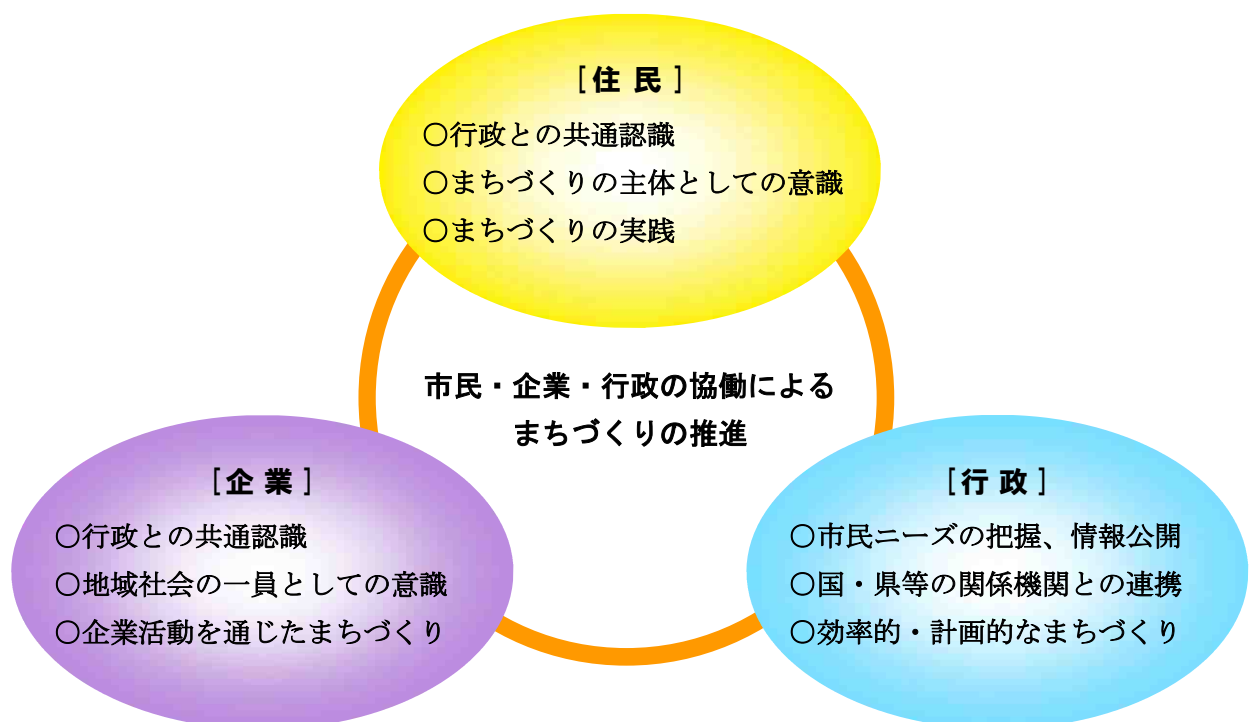 [住 民]
○行政との共通認識
○まちづくりの主体としての意識
○まちづくりの実践
市民・企業・行政の協働による
まちづくりの推進
[企 業]
○行政との共通認識
○地域社会の一員としての意識
○企業活動を通じたまちづくり
[行 政]
○市民ニーズの把握、情報公開
○国・県等の関係機関との連携
○効率的・計画的なまちづくり